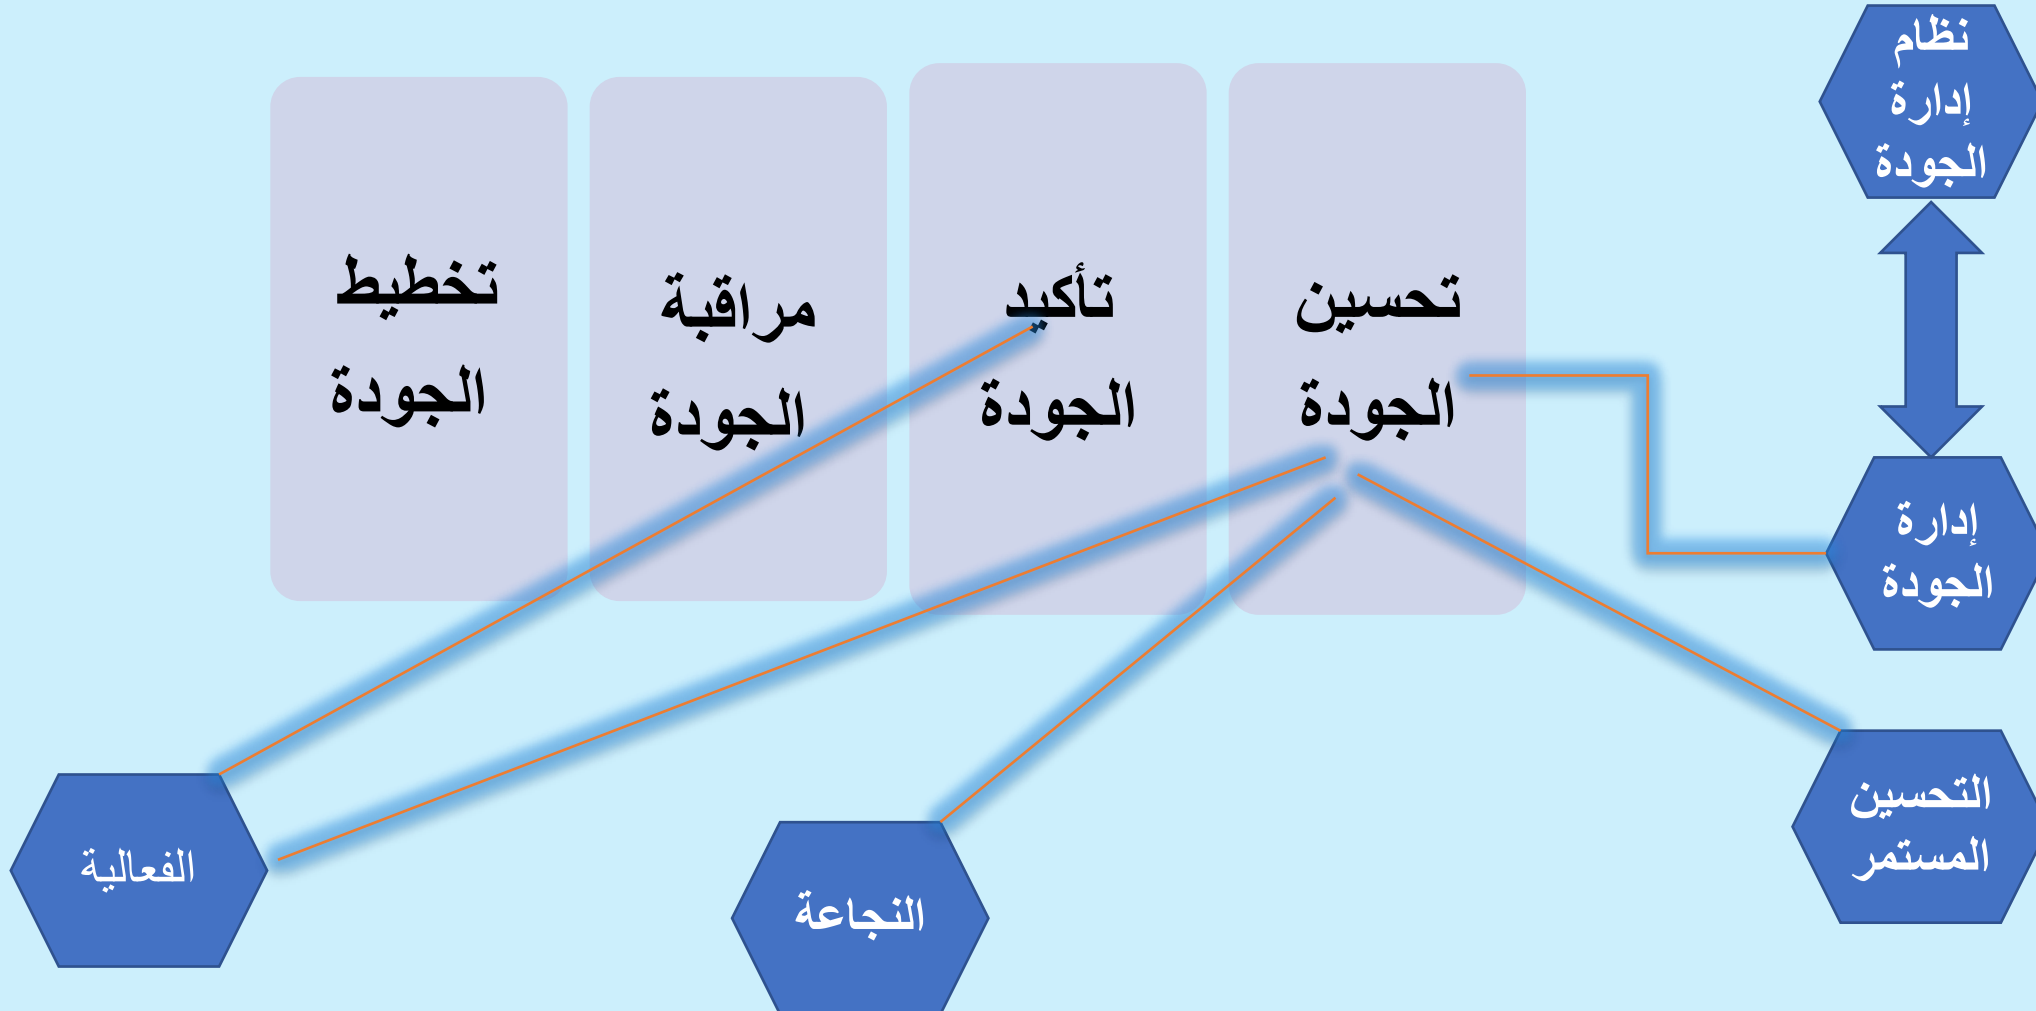 نظام
إدارة
الجودة
تحسين
الجودة
تأكيد
الجودة
مراقبة
الجودة
تخطيط
الجودة
إدارة
الجودة
التحسين
المستمر
النجاعة
الفعالية